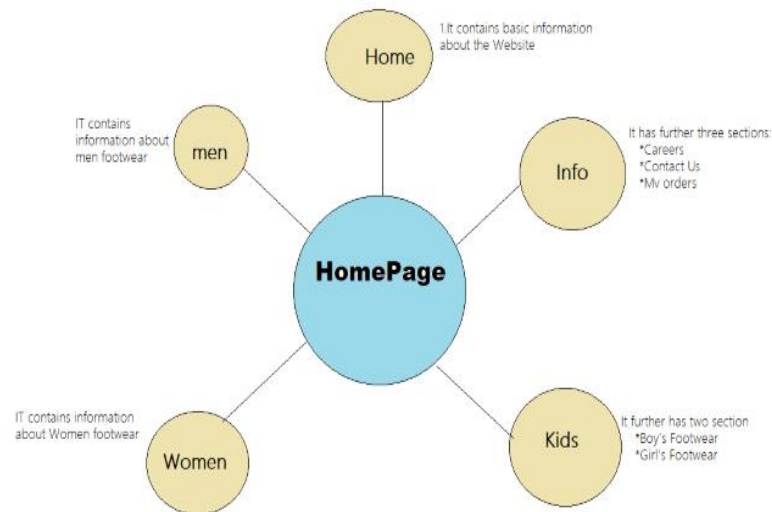 Home
1.It contains basic information
about the Website
IT contains
information about
men footwear
men
It has further three sections:
*Careers
*Contact Us
*My orders
Info
HomePage
IT contains information
about Women footwear
Women
Kids
It further has two section
*Boy's Footwear
*Girl's Footwear